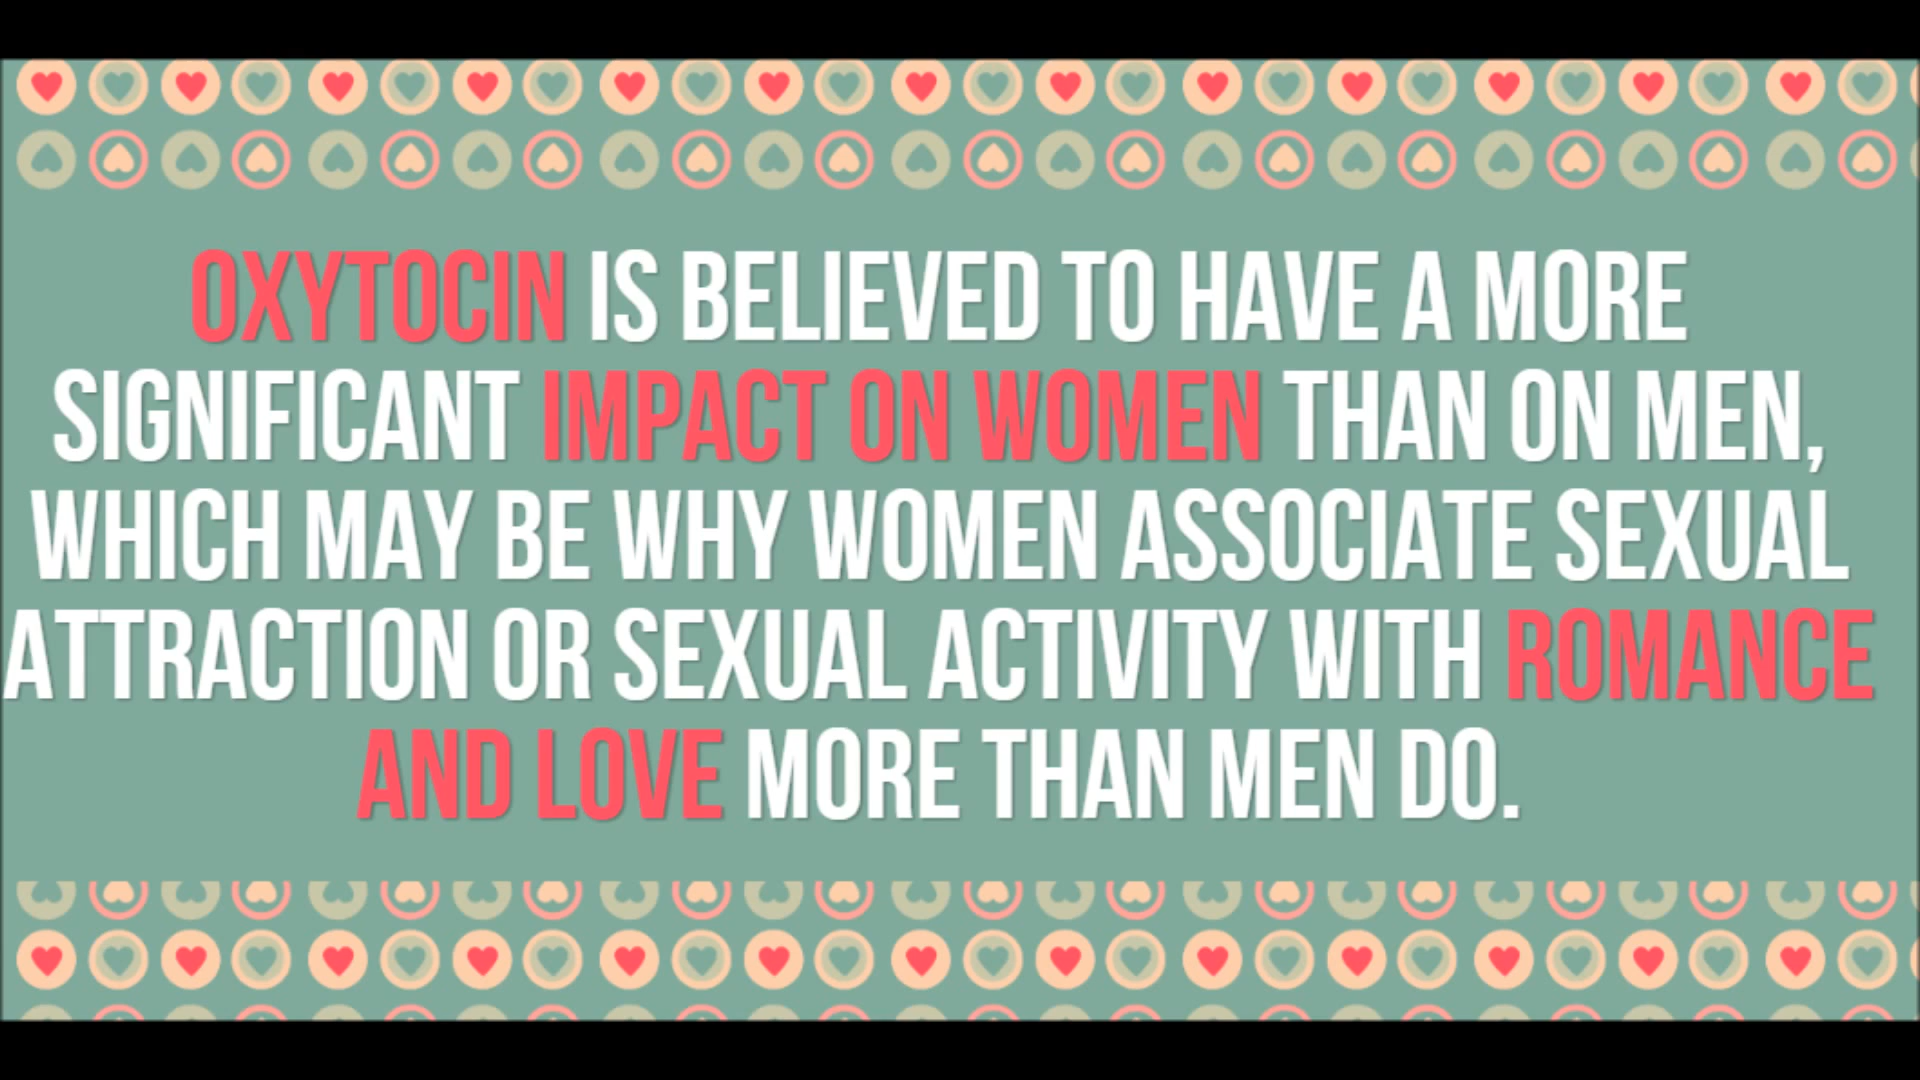 OXYTOCIN IS BELIEVED TO HAVE A MORE
SIGNIFICANT IMPACT ON WOMEN THAN ON MEN,
WHICH MAY BE WHY WOMEN ASSOCIATE SEXUAL
ATTRACTION OR SEXUAL ACTIVITY WITH ROMANCE
AND LOVE MORE THAN MEN DO.